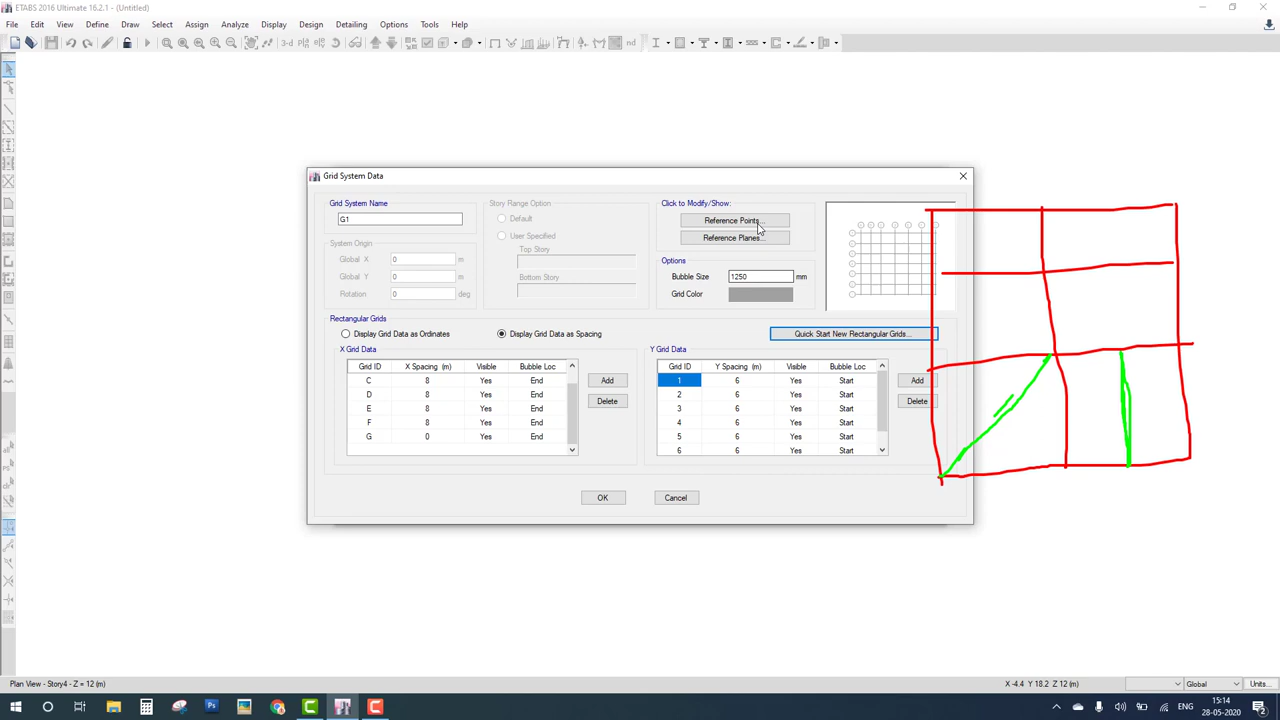 ETABS 2016 Ultimate 16.2.1 - (Untitled)
File Edit View Define Draw Select Assign Analyze Display Design Detailing Options Tools Help
3-d nd
Grid System Data
Grid System Name
G1
System Origin
Global X 0 m
Global Y 0 m
Rotation 0 deg
Story Range Option
Default
User Specified
Top Story
Bottom Story
Click to Modify/Show:
Reference Points...
Reference Planes...
Options
Bubble Size 1250 mm
Grid Color
Rectangular Grids
Display Grid Data as Ordinates Display Grid Data as Spacing Quick Start New Rectangular Grids...
X Grid Data
Grid ID X Spacing (m) Visible Bubble Loc
C 8 Yes End
D 8 Yes End
E 8 Yes End
F 8 Yes End
G 0 Yes End
Add
Delete
Y Grid Data
Grid ID Y Spacing (m) Visible Bubble Loc
1 6 Yes Start
2 6 Yes Start
3 6 Yes Start
4 6 Yes Start
5 6 Yes Start
6 6 Yes Start
Add
Delete
OK Cancel
Plan View - Story4 - Z = 12 (m) X -4.4 Y 18.2 Z 12 (m) Global Units...
ENG 15:14
28-05-2020
2